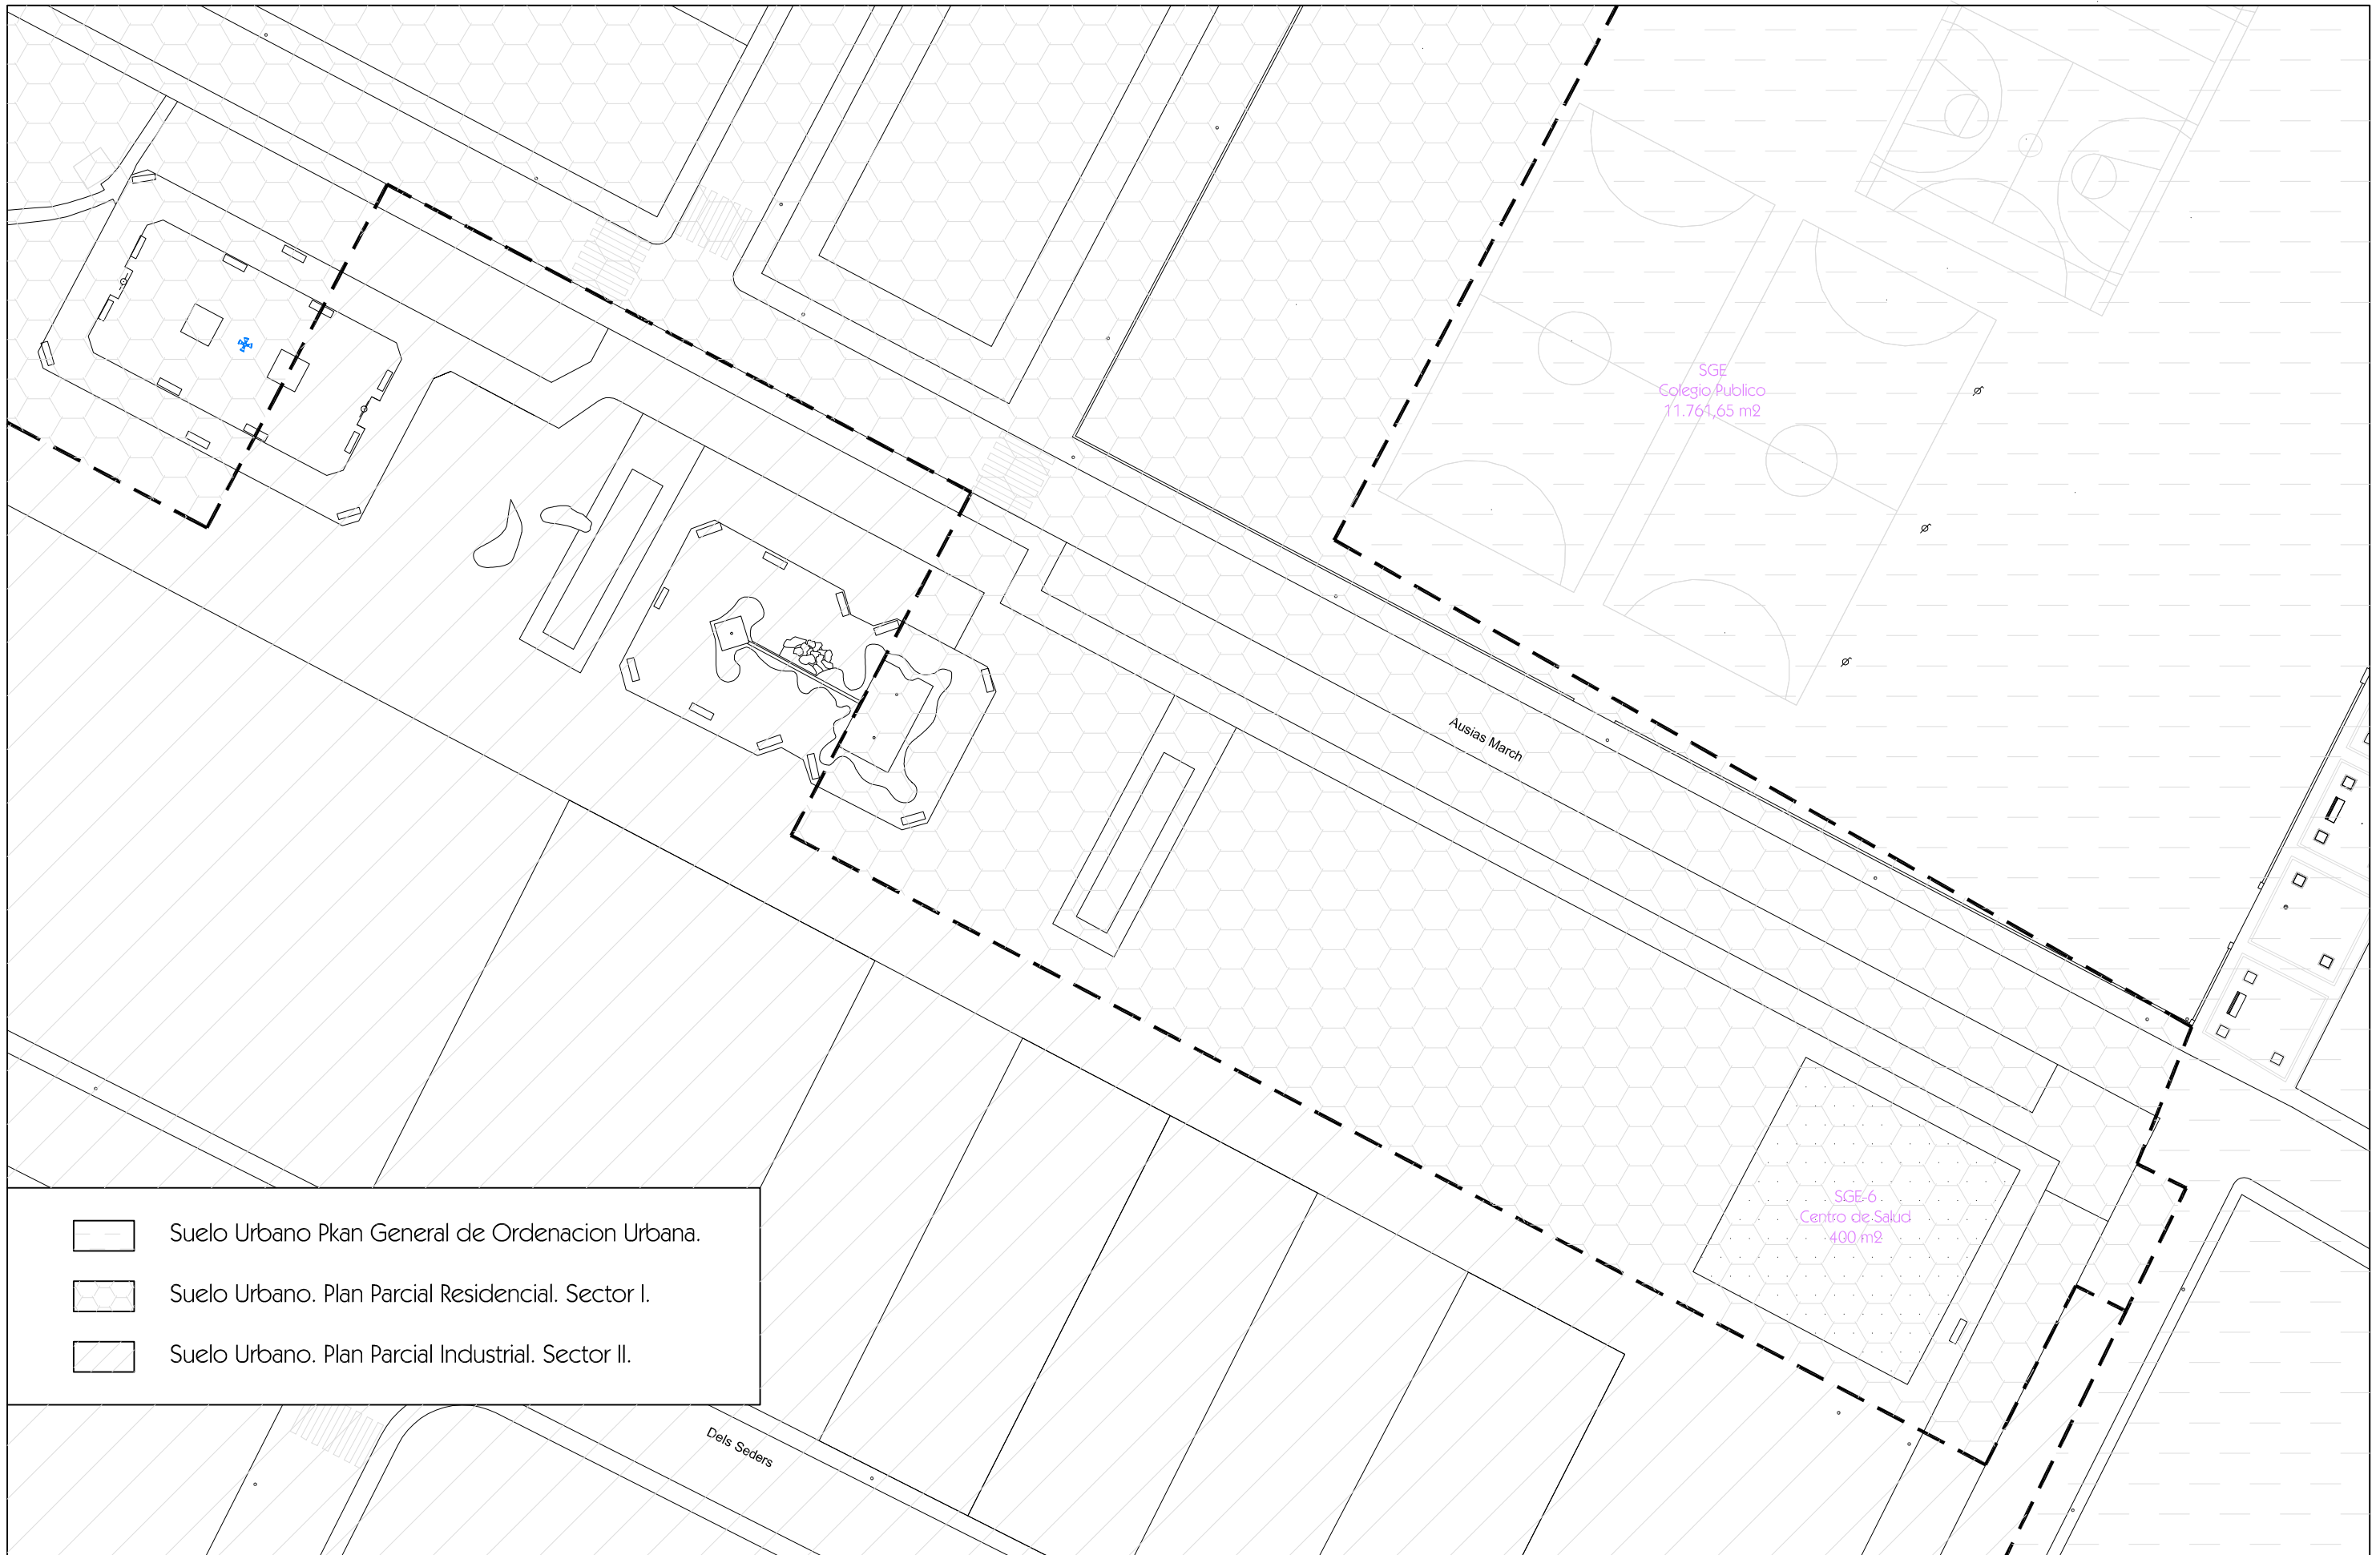 SGE
Colegio Publico
11.761,65 m2
Ausias March
SGE-6
Centro de Salud
400 m2
Suelo Urbano Pkan General de Ordenacion Urbana.
Suelo Urbano. Plan Parcial Residencial. Sector I.
Suelo Urbano. Plan Parcial Industrial. Sector II.
Dels Seders